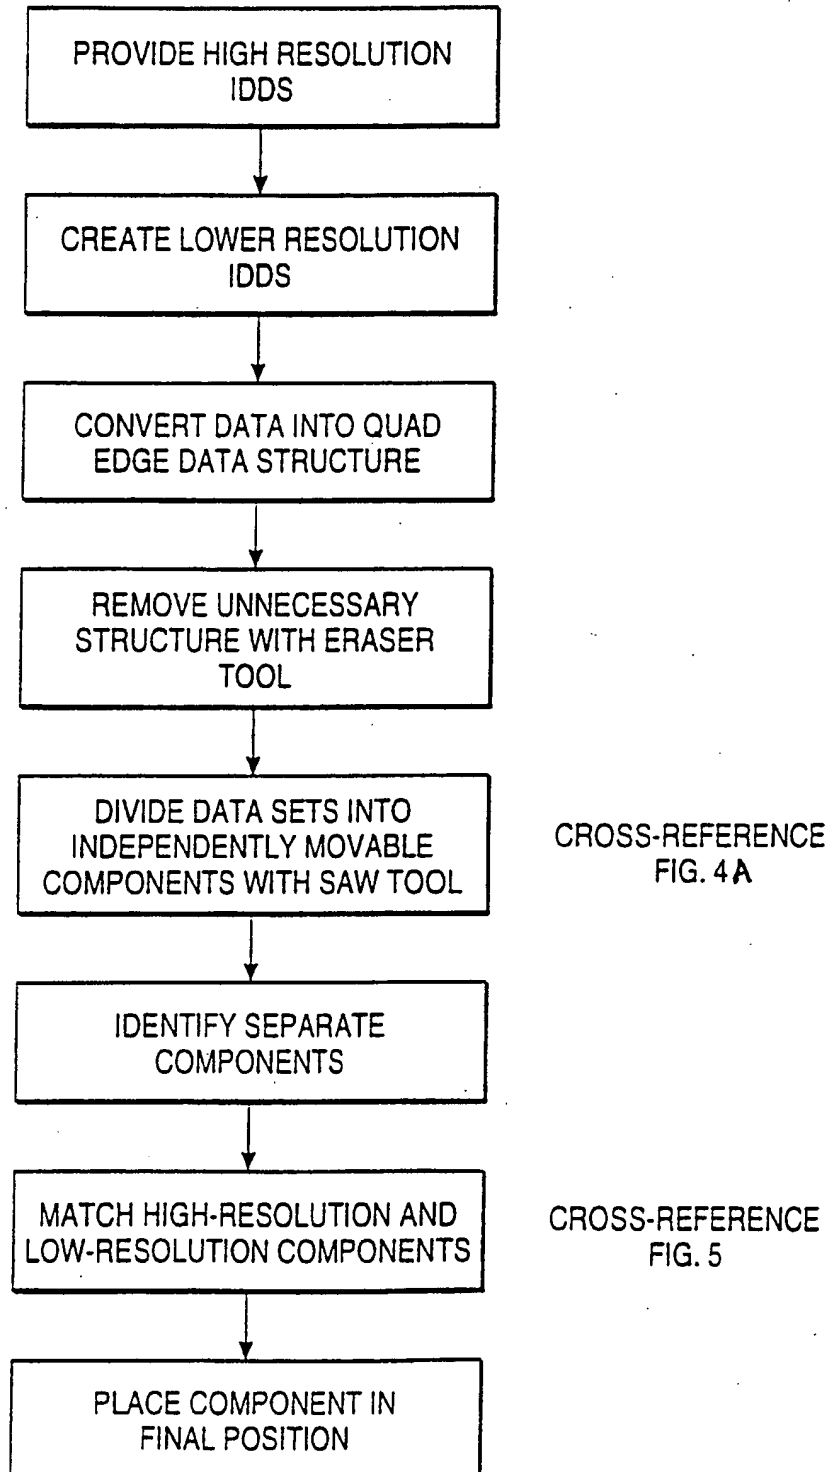 PROVIDE HIGH RESOLUTION
IDDS
CREATE LOWER RESOLUTION
IDDS
CONVERT DATA INTO QUAD
EDGE DATA STRUCTURE
REMOVE UNNECESSARY
STRUCTURE WITH ERASER
TOOL
DIVIDE DATA SETS INTO
INDEPENDENTLY MOVABLE
COMPONENTS WITH SAW TOOL
CROSS-REFERENCE
FIG. 4A
IDENTIFY SEPARATE
COMPONENTS
MATCH HIGH-RESOLUTION AND
LOW-RESOLUTION COMPONENTS
CROSS-REFERENCE
FIG. 5
PLACE COMPONENT IN
FINAL POSITION